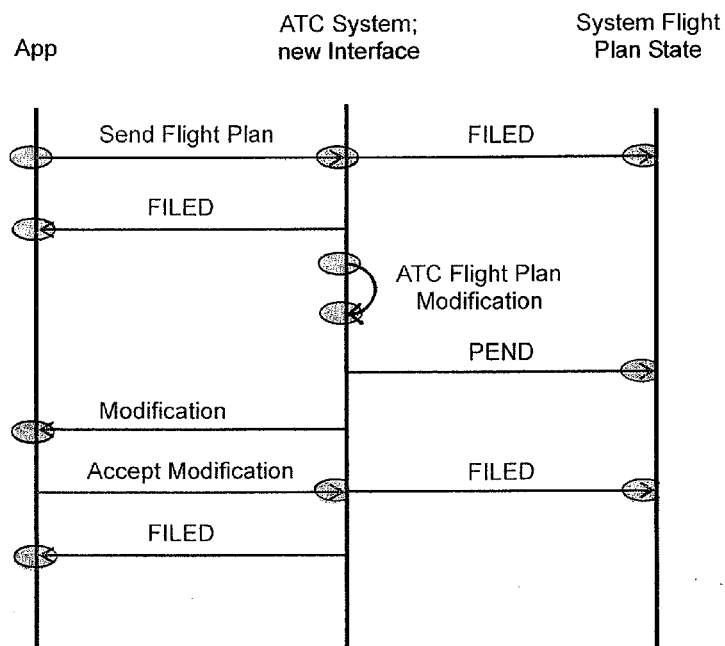 App
ATC System;
new Interface
System Flight
Plan State
Send Flight Plan
FILED
FILED
ATC Flight Plan
Modification
PEND
Modification
Accept Modification
FILED
FILED